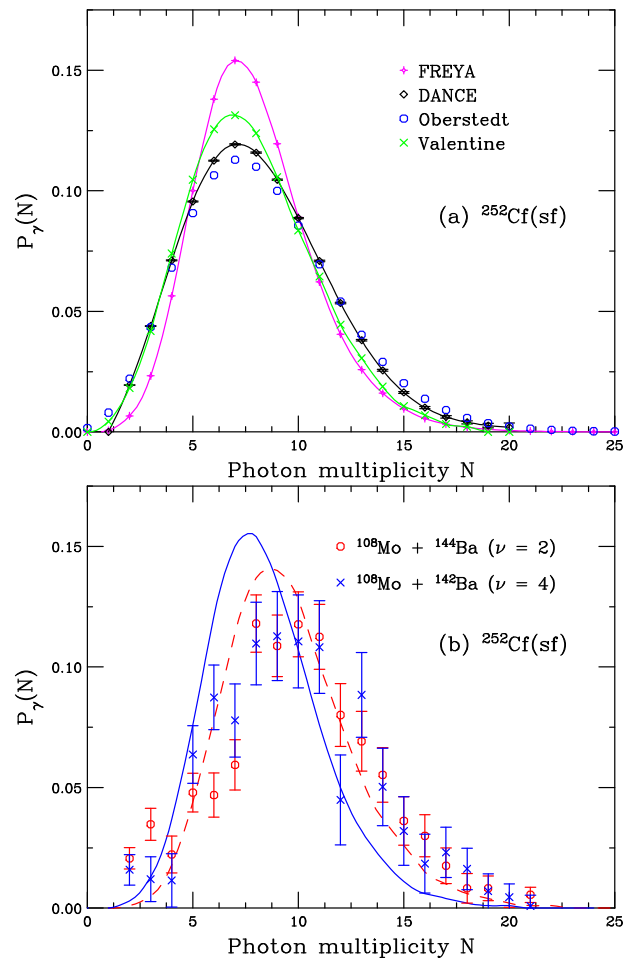 0.15
0.10
0.05
0.00
P_γ(N)
FREYA
DANCE
Oberstedt
Valentine
(a) ²⁵²Cf(sf)
0 5 10 15 20 25
Photon multiplicity N
0.15
0.10
0.05
0.00
P_γ(N)
¹⁰⁸Mo + ¹⁴⁴Ba (ν = 2)
¹⁰⁸Mo + ¹⁴²Ba (ν = 4)
(b) ²⁵²Cf(sf)
0 5 10 15 20 25
Photon multiplicity N